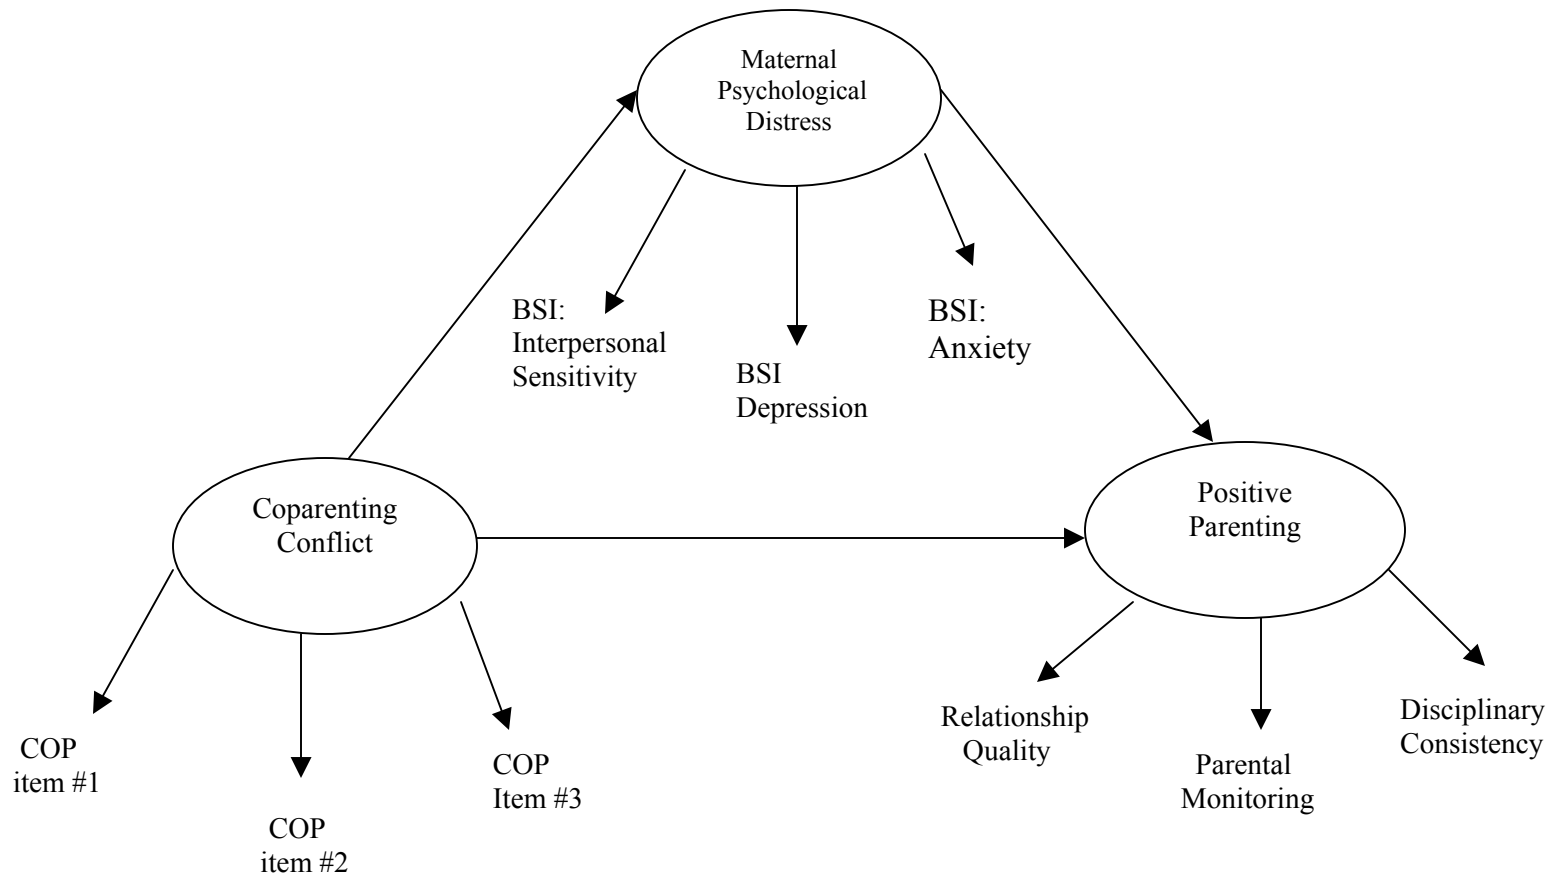 Maternal
Psychological
Distress
BSI:
Interpersonal
Sensitivity
BSI
Depression
BSI:
Anxiety
Coparenting
Conflict
Positive
Parenting
COP
item #1
COP
item #2
COP
Item #3
Relationship
Quality
Parental
Monitoring
Disciplinary
Consistency